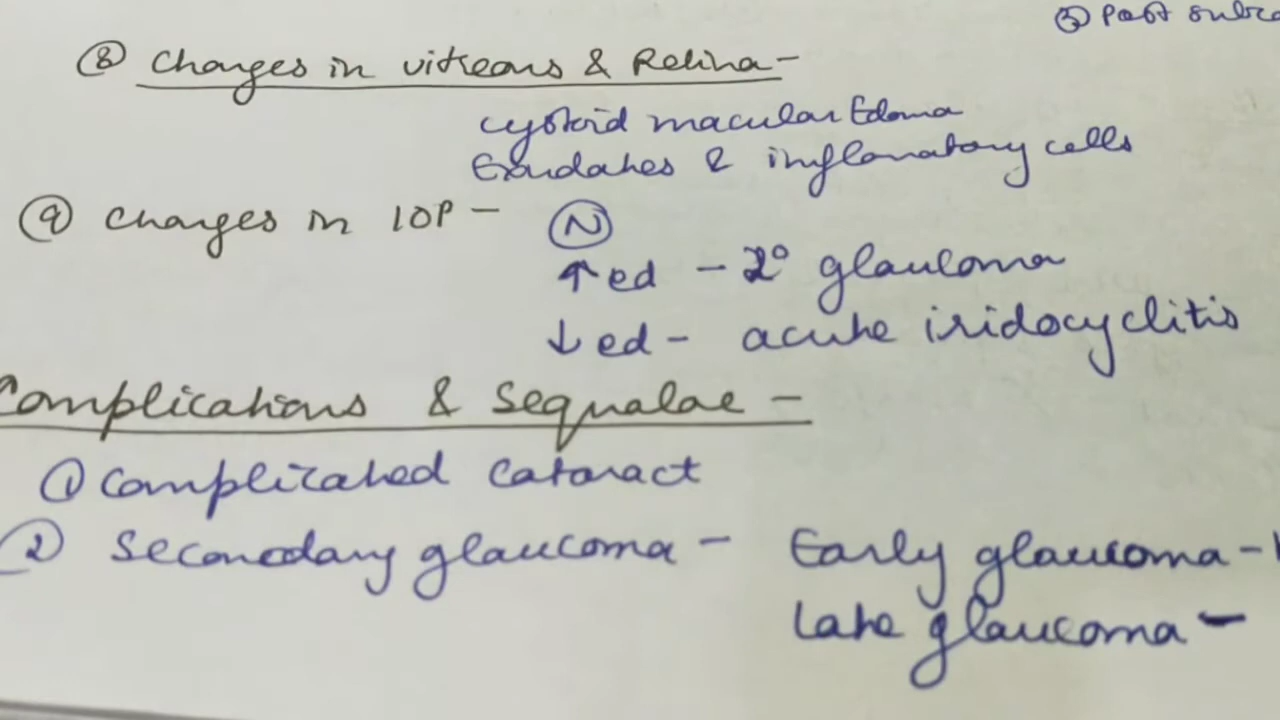 ⑤ Post
⑧ Changes in vitreous & Retina -
cystoid macular Edema
Exudates & inflamatory cells
⑨ changes in IOP - Ⓝ
↑ed - 2° glaucoma
↓ed - acute iridocyclitis
Complications & Sequalae -
① complicated cataract
② Secondary glaucoma - Early glaucoma -
Late glaucoma -